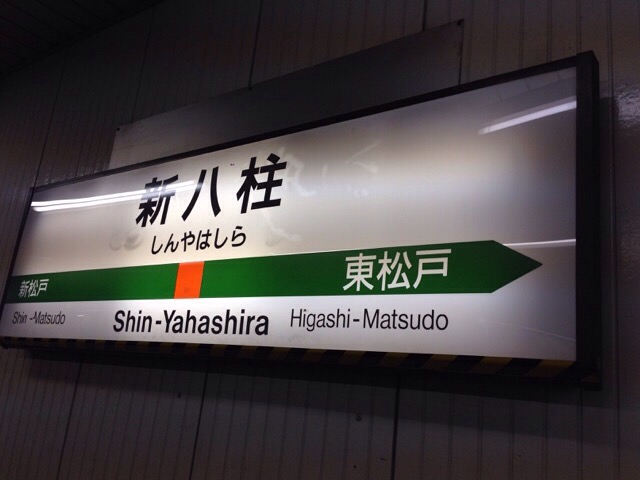 新八柱
しんやはしら
新松戸 東松戸
Shin-Matsudo Shin-Yahashira Higashi-Matsudo